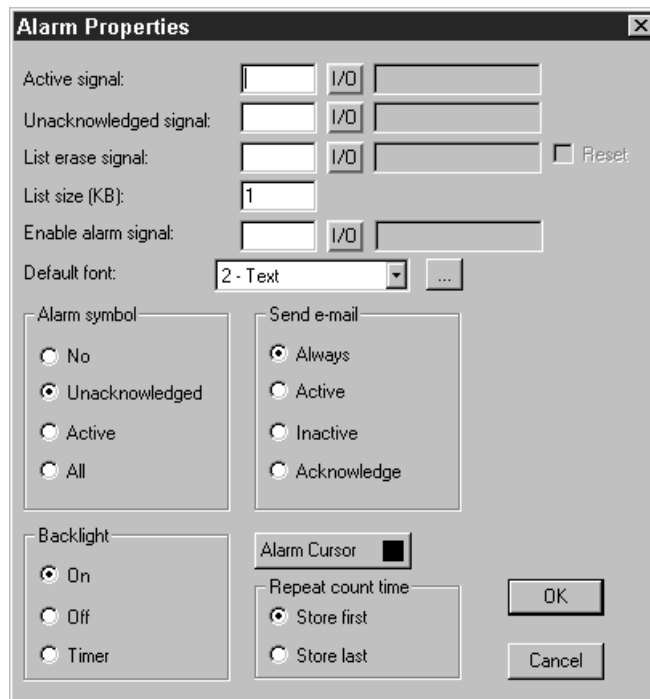 Alarm Properties
Active signal: I/O
Unacknowledged signal: I/O
List erase signal: I/O Reset
List size (KB): 1
Enable alarm signal: I/O
Default font: 2 - Text ...
Alarm symbol
No
Unacknowledged
Active
All
Send e-mail
Always
Active
Inactive
Acknowledge
Backlight
On
Off
Timer
Alarm Cursor
Repeat count time
Store first
Store last
OK
Cancel